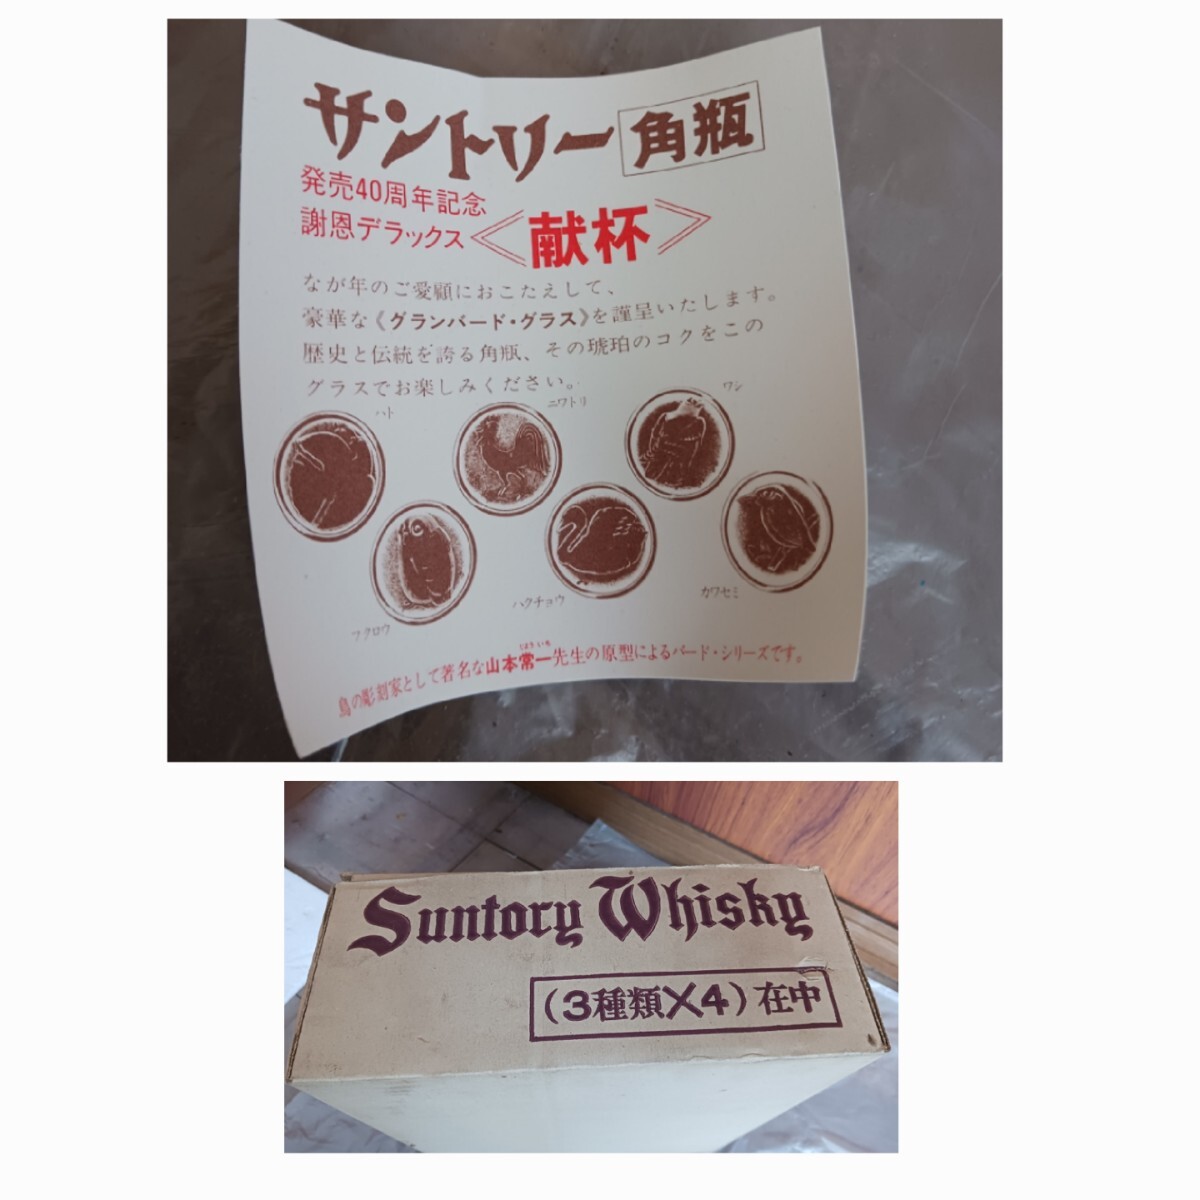 サントリー角瓶
発売40周年記念
謝恩デラックス<献杯>
なが年のご愛顧におこたえして、
豪華な《グランバード・グラス》を謹呈いたします。
歴史と伝統を誇る角瓶、その琥珀のコクをこの
グラスでお楽しみください。
ハト
ニワトリ
ワシ
フクロウ
ハクチョウ
カワセミ
じょういち
鳥の彫刻家として著名な山本常一先生の原型によるバード・シリーズです。
Suntory Whisky
(3種類×4)在中